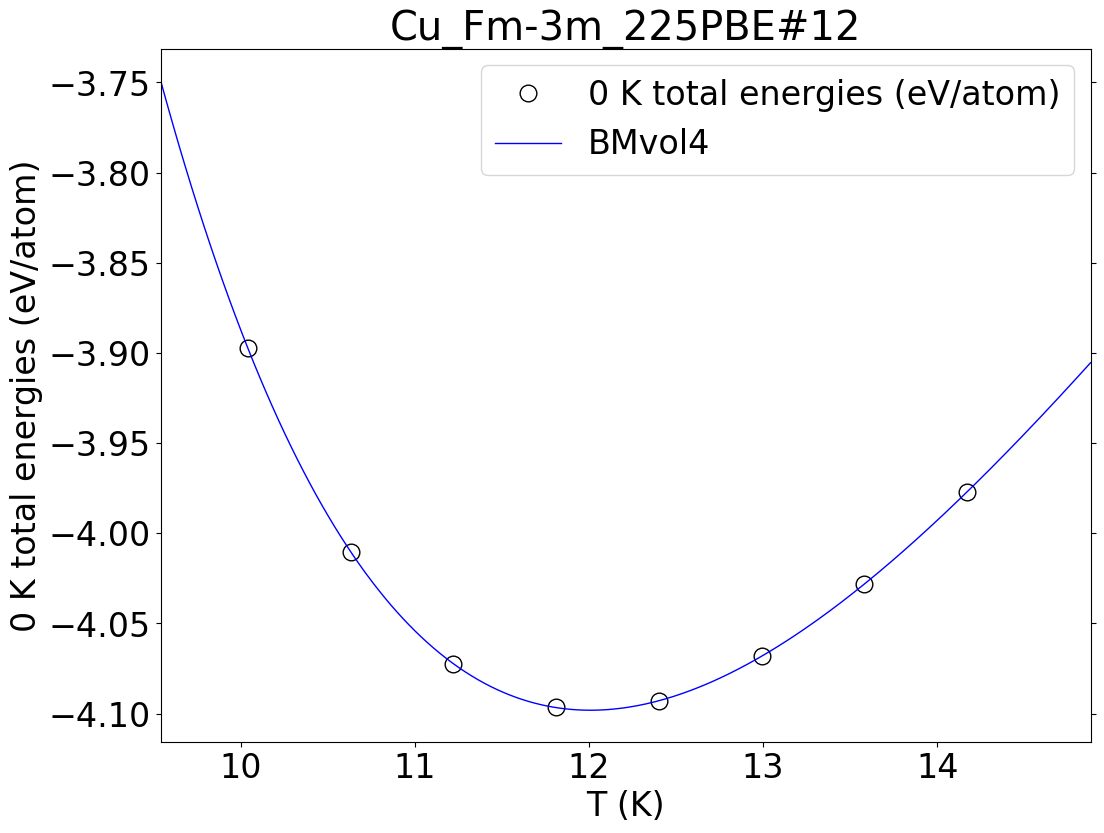 Cu_Fm-3m_225PBE#12
0 K total energies (eV/atom)
BMvol4
0 K total energies (eV/atom)
−3.75
−3.80
−3.85
−3.90
−3.95
−4.00
−4.05
−4.10
10 11 12 13 14
T (K)